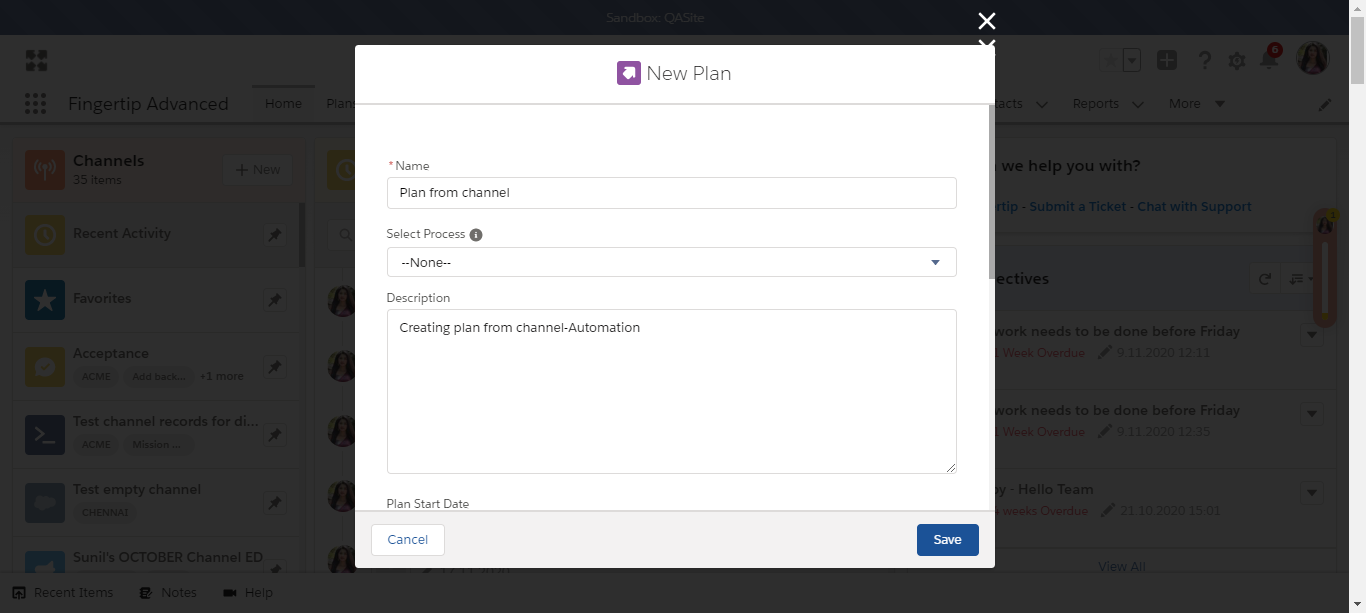 Sandbox: QASite
Fingertip Advanced
Home
Plans
Reports
More
6
Channels
35 items
New
Recent Activity
Favorites
Acceptance
ACME
Add back...
+1 more
Test channel records for di...
ACME
Mission ...
Test empty channel
CHENNAI
Sunil's OCTOBER Channel ED
New Plan
*Name
Plan from channel
Select Process
--None--
Description
Creating plan from channel-Automation
Plan Start Date
Cancel
Save
we help you with?
- Submit a Ticket - Chat with Support
1
work needs to be done before Friday
1 Week Overdue
9.11.2020 12:11
work needs to be done before Friday
1 Week Overdue
9.11.2020 12:35
- Hello Team
weeks Overdue
21.10.2020 15:01
View All
12.11.2020
Recent Items
Notes
Help